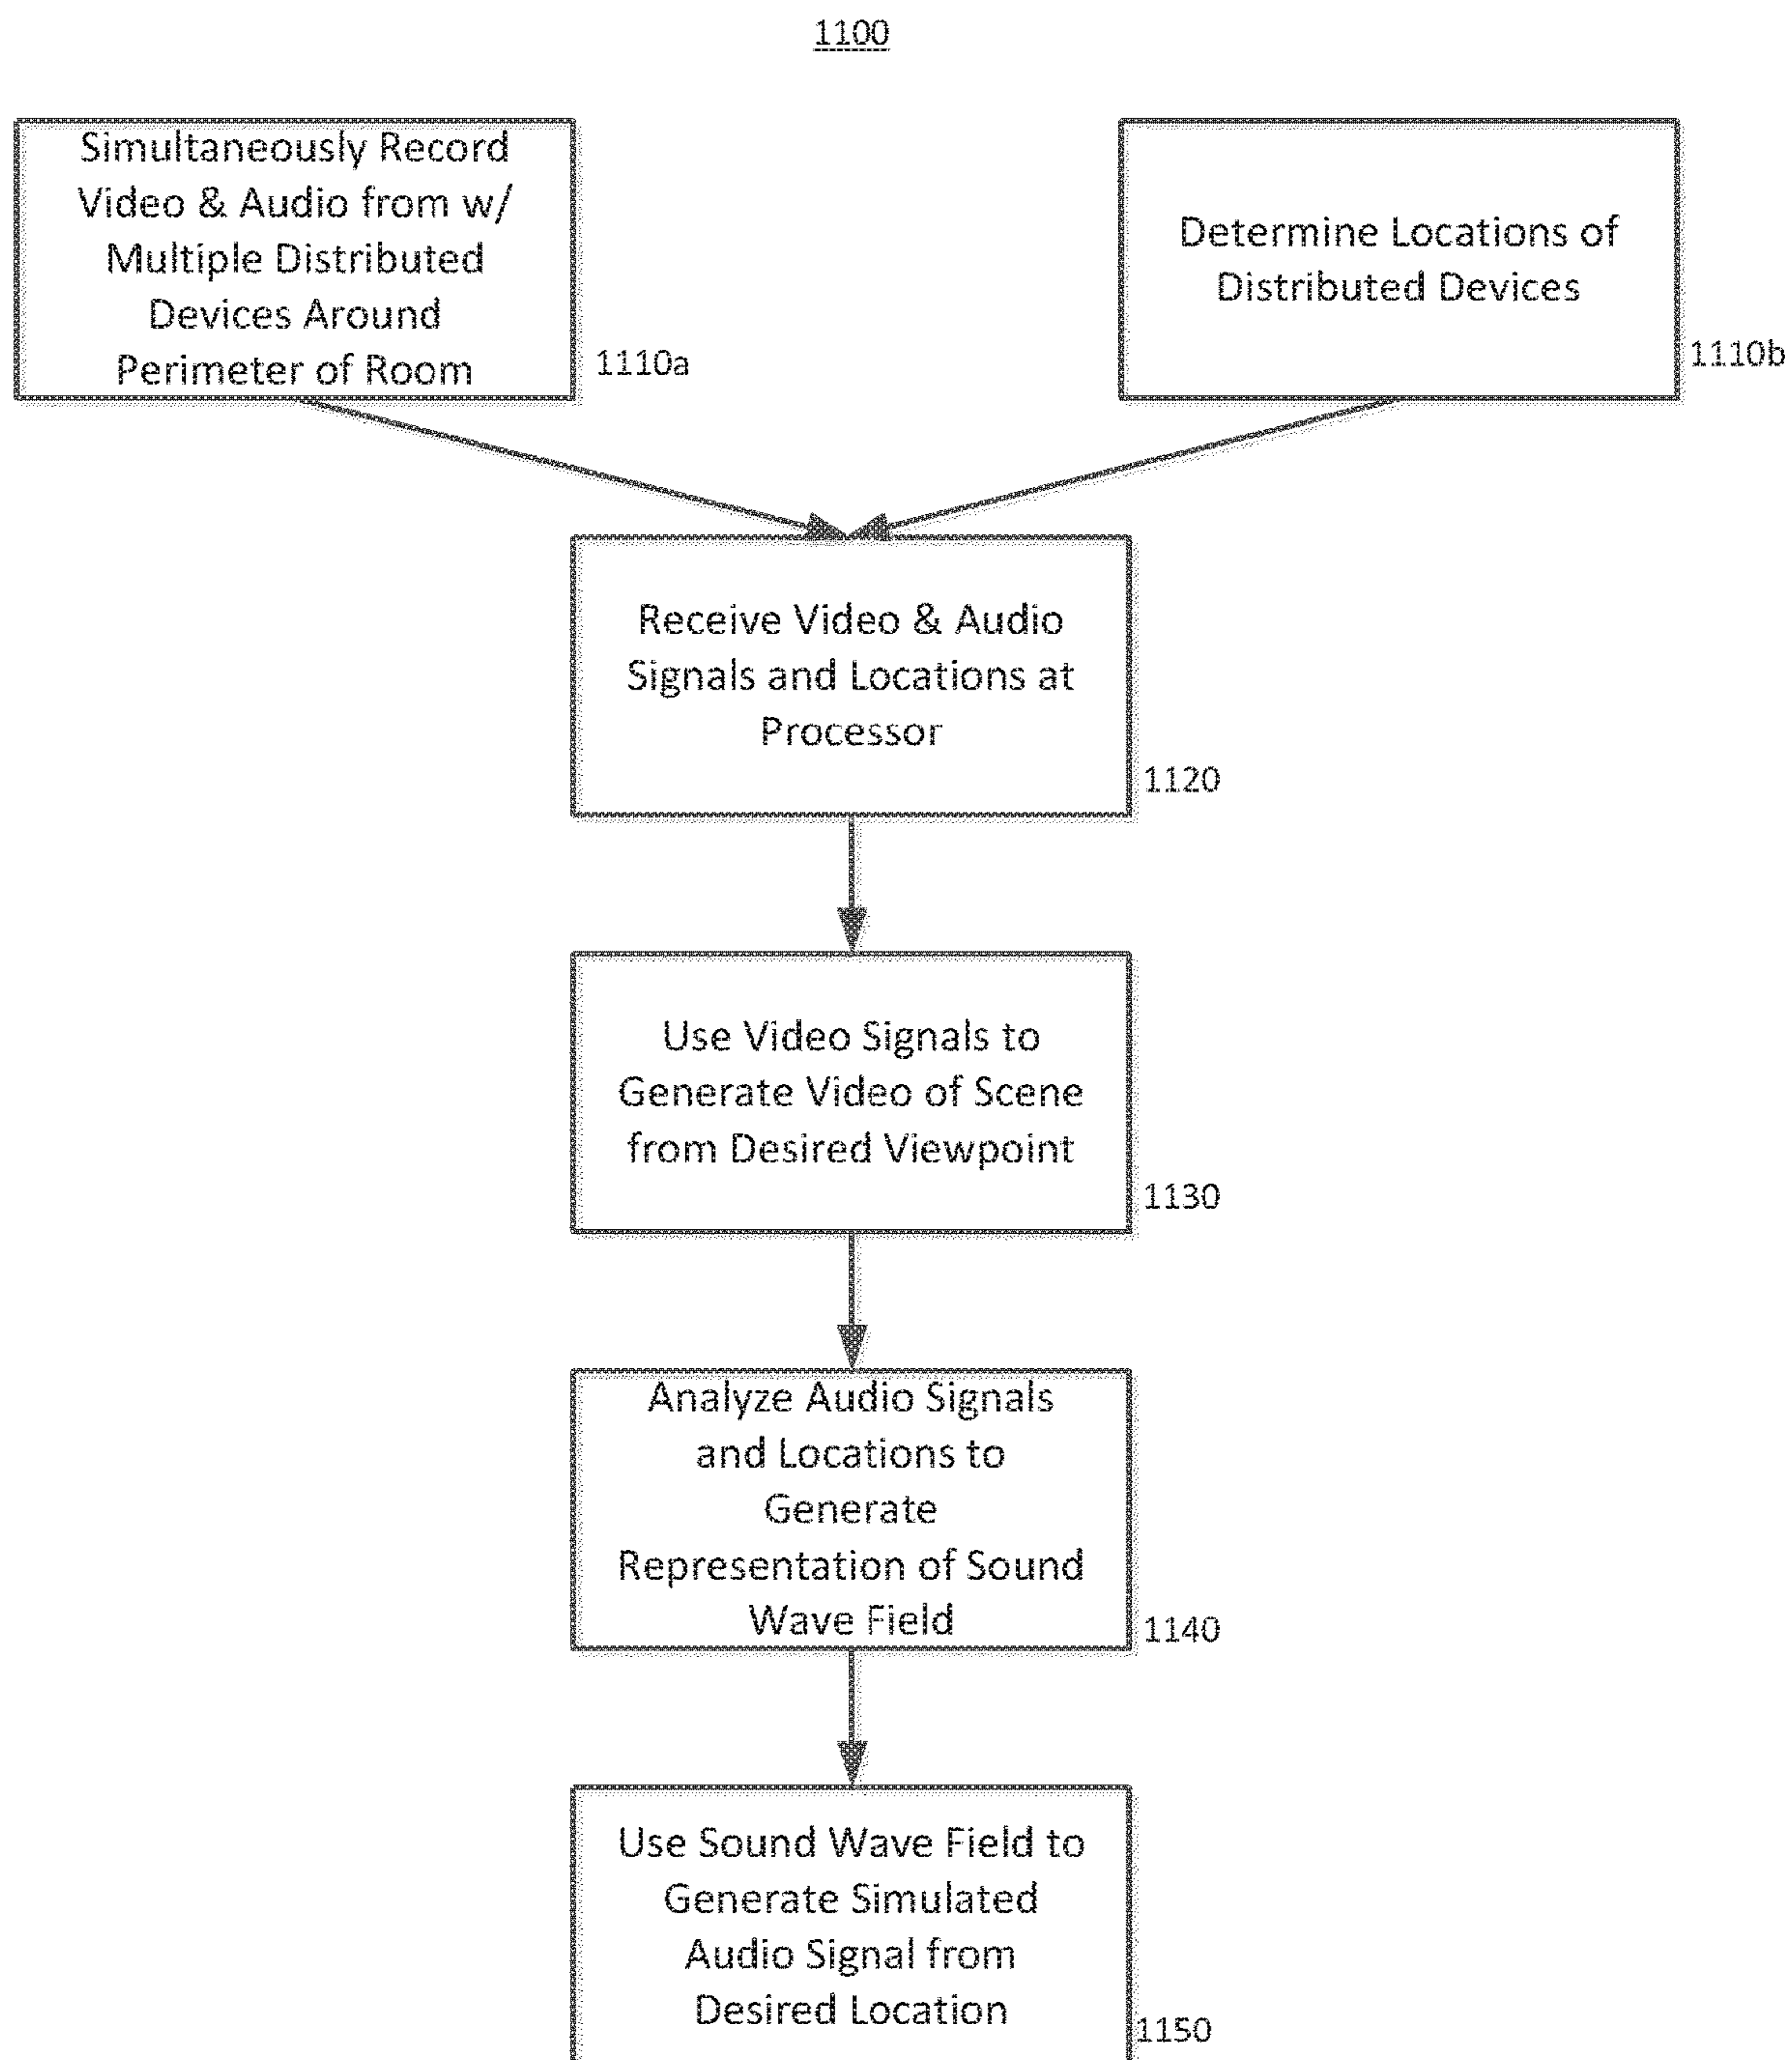 1100
Simultaneously Record
Video & Audio from w/
Multiple Distributed
Devices Around
Perimeter of Room
1110a
Determine Locations of
Distributed Devices
1110b
Receive Video & Audio
Signals and Locations at
Processor
1120
Use Video Signals to
Generate Video of Scene
from Desired Viewpoint
1130
Analyze Audio Signals
and Locations to
Generate
Representation of Sound
Wave Field
1140
Use Sound Wave Field to
Generate Simulated
Audio Signal from
Desired Location
1150